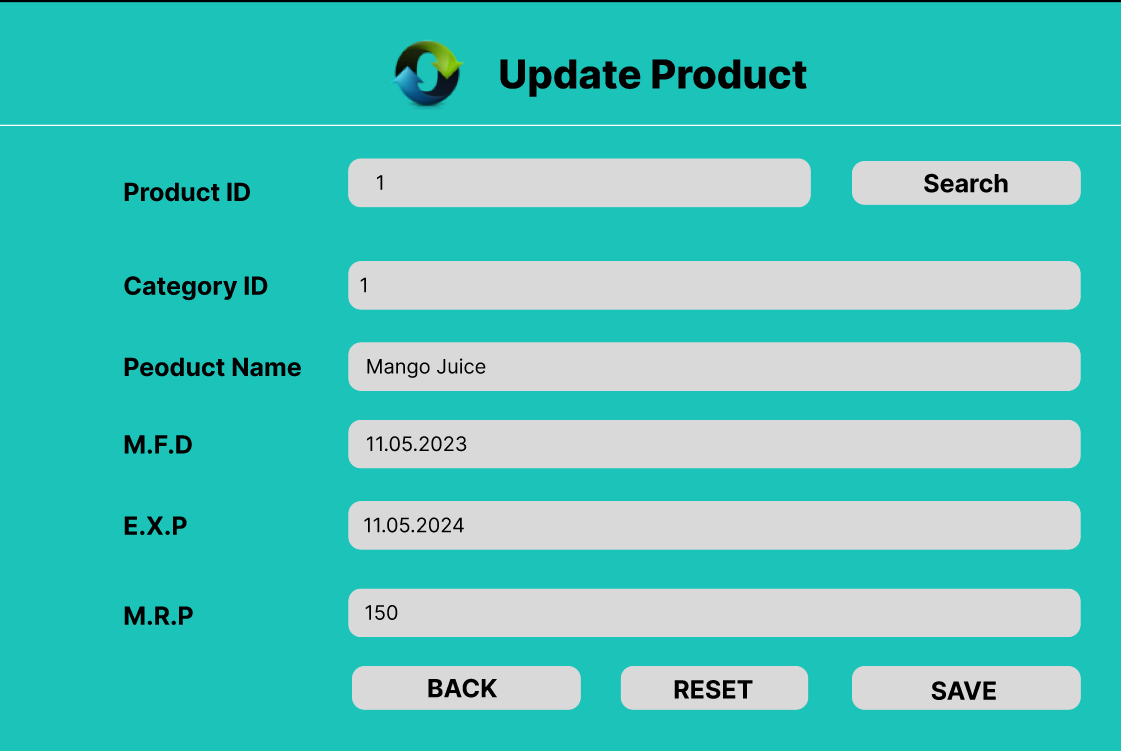 Update Product
Product ID 1 Search
Category ID 1
Peoduct Name Mango Juice
M.F.D 11.05.2023
E.X.P 11.05.2024
M.R.P 150
BACK RESET SAVE